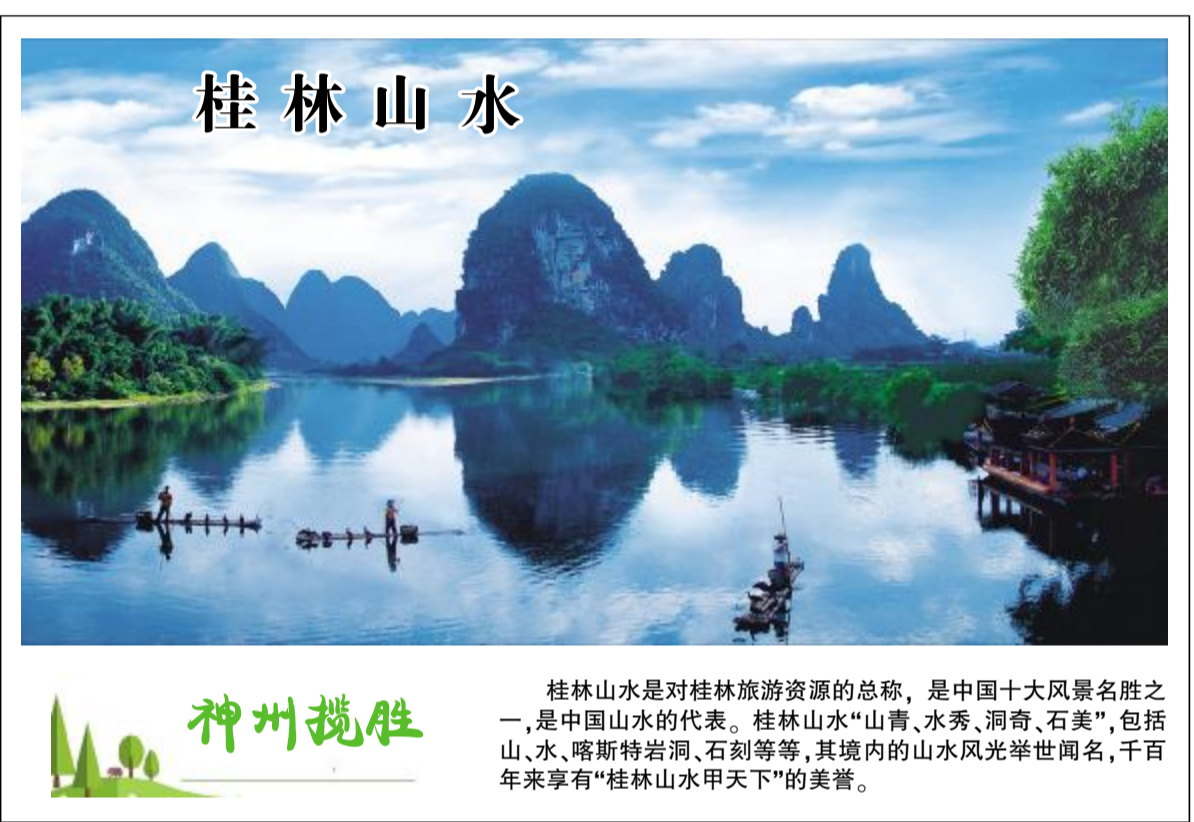 桂林山水
神州揽胜
桂林山水是对桂林旅游资源的总称，是中国十大风景名胜之
一，是中国山水的代表。桂林山水“山青、水秀、洞奇、石美”，包括
山、水、喀斯特岩洞、石刻等等，其境内的山水风光举世闻名，千百
年来享有“桂林山水甲天下”的美誉。